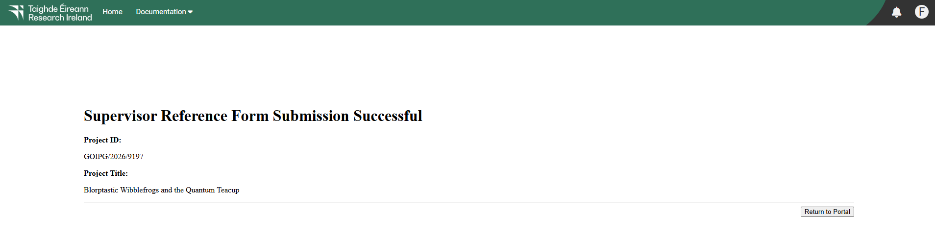 Taighde Éireann
Research Ireland
Home
Documentation
F
Supervisor Reference Form Submission Successful
Project ID:
GOIPG/2026/9197
Project Title:
Blorptastic Wibblefrogs and the Quantum Teacup
Return to Portal